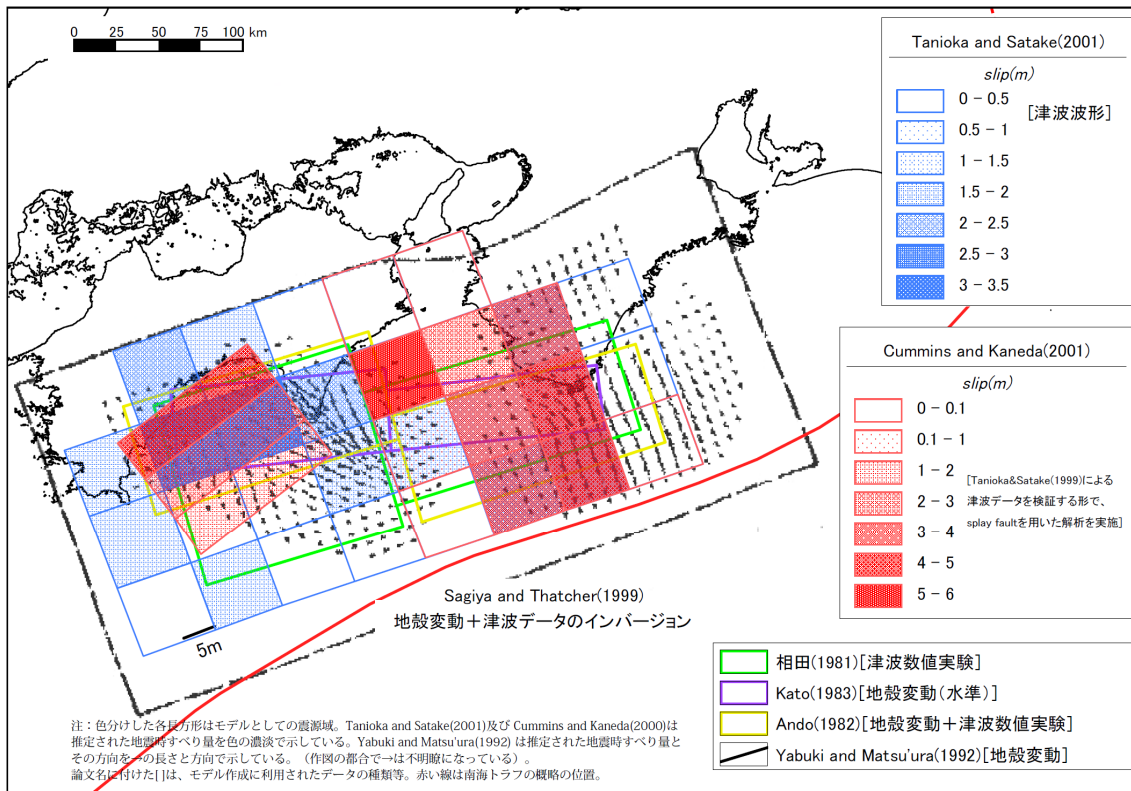 0 25 50 75 100 km
Tanioka and Satake(2001)
slip(m)
0 − 0.5
[津波波形]
0.5 − 1
1 − 1.5
1.5 − 2
2 − 2.5
2.5 − 3
3 − 3.5
Cummins and Kaneda(2001)
slip(m)
0 − 0.1
0.1 − 1
1 − 2
2 − 3
3 − 4
4 − 5
5 − 6
[Tanioka&Satake(1999)による
津波データを検証する形で、
splay faultを用いた解析を実施]
Sagiya and Thatcher(1999)
地殻変動＋津波データのインバージョン
5m
相田(1981)[津波数値実験]
Kato(1983)[地殻変動(水準)]
Ando(1982)[地殻変動＋津波数値実験]
Yabuki and Matsu'ura(1992)[地殻変動]
注：色分けした各長方形はモデルとしての震源域。Tanioka and Satake(2001)及び Cummins and Kaneda(2000)は
推定された地震時すべり量を色の濃淡で示している。Yabuki and Matsu'ura(1992) は推定された地震時すべり量と
その方向を→の長さと方向で示している。（作図の都合で→は不明瞭になっている）。
論文名に付けた[]は、モデル作成に利用されたデータの種類等。赤い線は南海トラフの概略の位置。